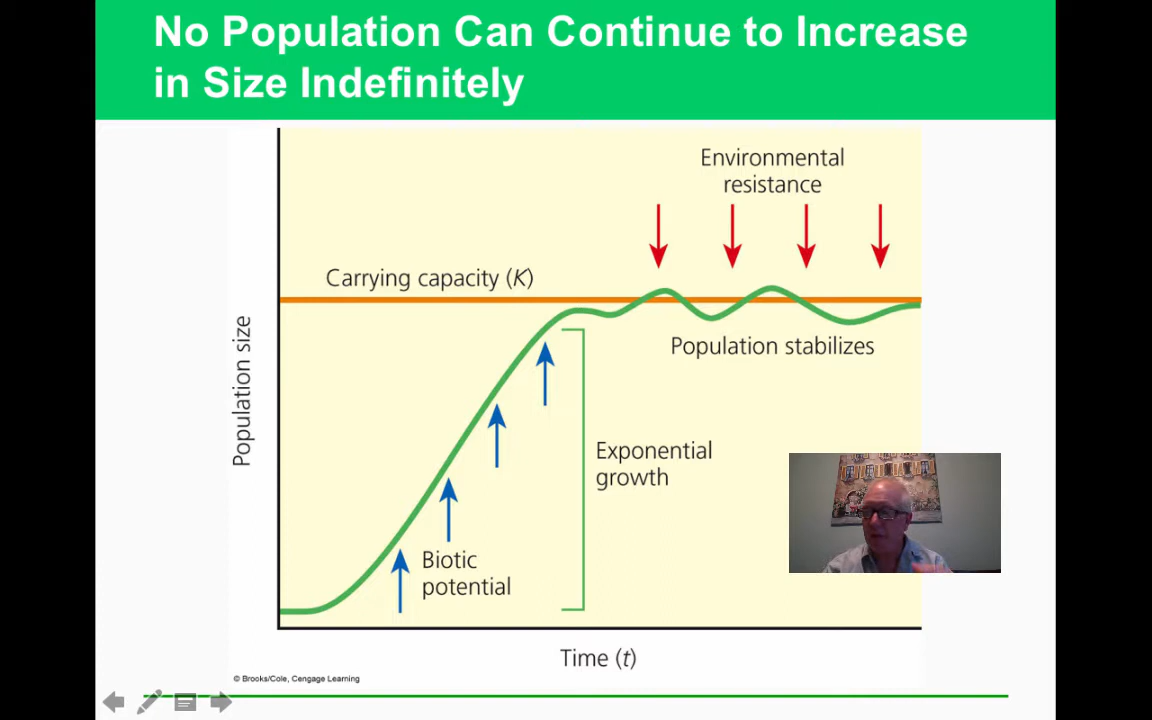 No Population Can Continue to Increase
in Size Indefinitely
Environmental
resistance
Carrying capacity (K)
Population stabilizes
Population size
Exponential
growth
Biotic
potential
Time (t)
© Brooks/Cole, Cengage Learning